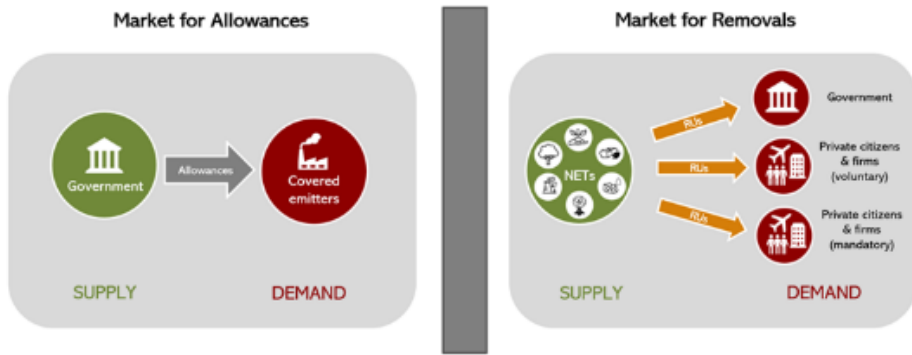 Market for Allowances
Government
Allowances
Covered
emitters
SUPPLY
DEMAND
Market for Removals
NETs
RUs
RUs
RUs
Government
Private citizens
& firms
(voluntary)
Private citizens
& firms
(mandatory)
SUPPLY
DEMAND